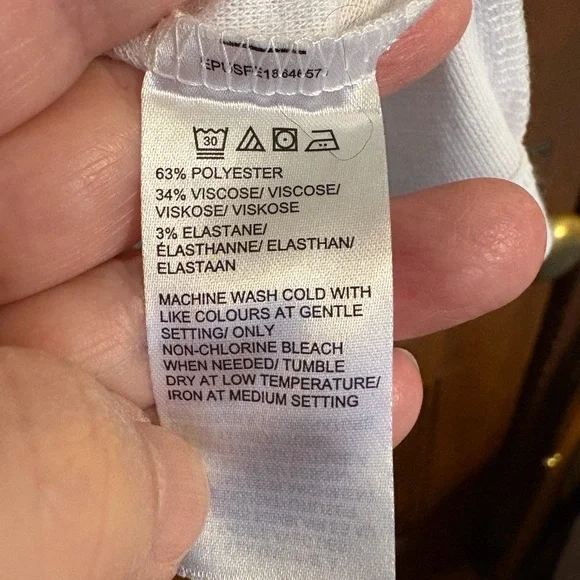 30
63% POLYESTER
34% VISCOSE/ VISCOSE/
VISKOSE/ VISKOSE
3% ELASTANE/
ÉLASTHANNE/ ELASTHAN/
ELASTAAN
MACHINE WASH COLD WITH
LIKE COLOURS AT GENTLE
SETTING/ ONLY
NON-CHLORINE BLEACH
WHEN NEEDED/ TUMBLE
DRY AT LOW TEMPERATURE/
IRON AT MEDIUM SETTING